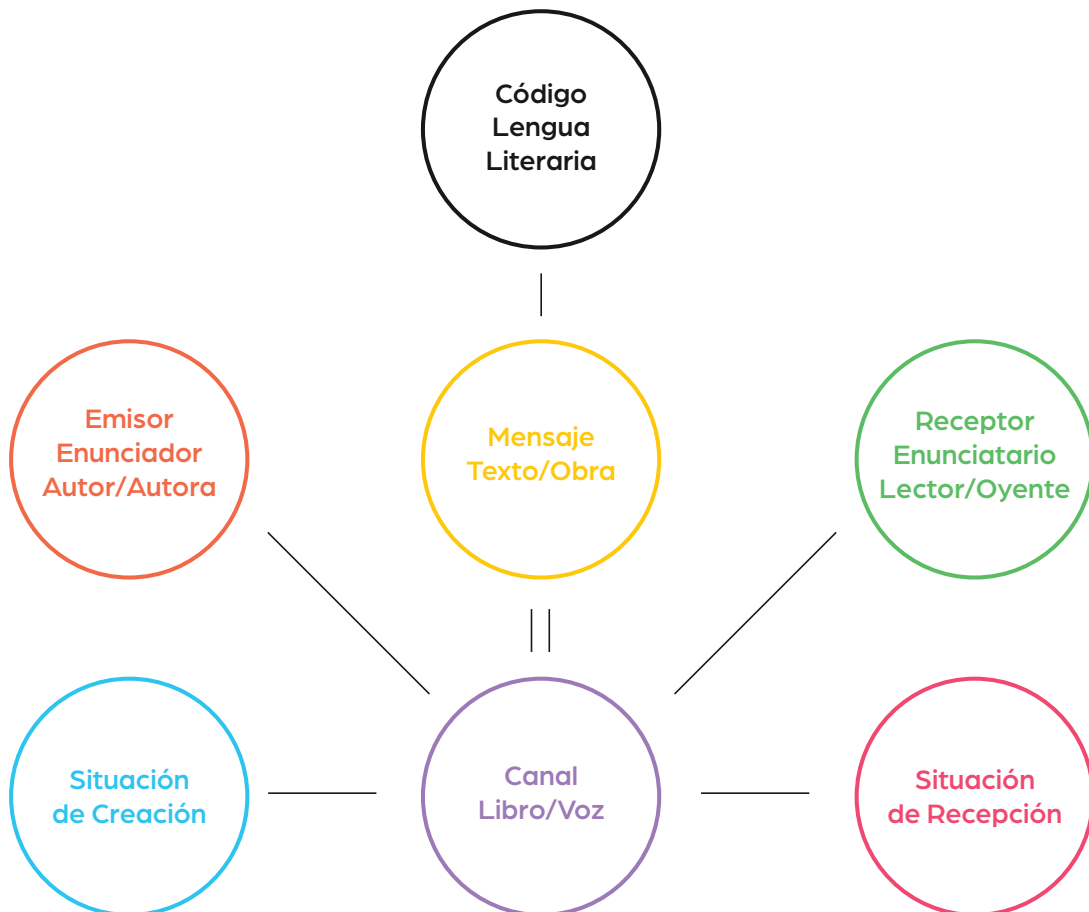 Código
Lengua
Literaria
Emisor
Enunciador
Autor/Autora
Mensaje
Texto/Obra
Receptor
Enunciatario
Lector/Oyente
Situación
de Creación
Canal
Libro/Voz
Situación
de Recepción